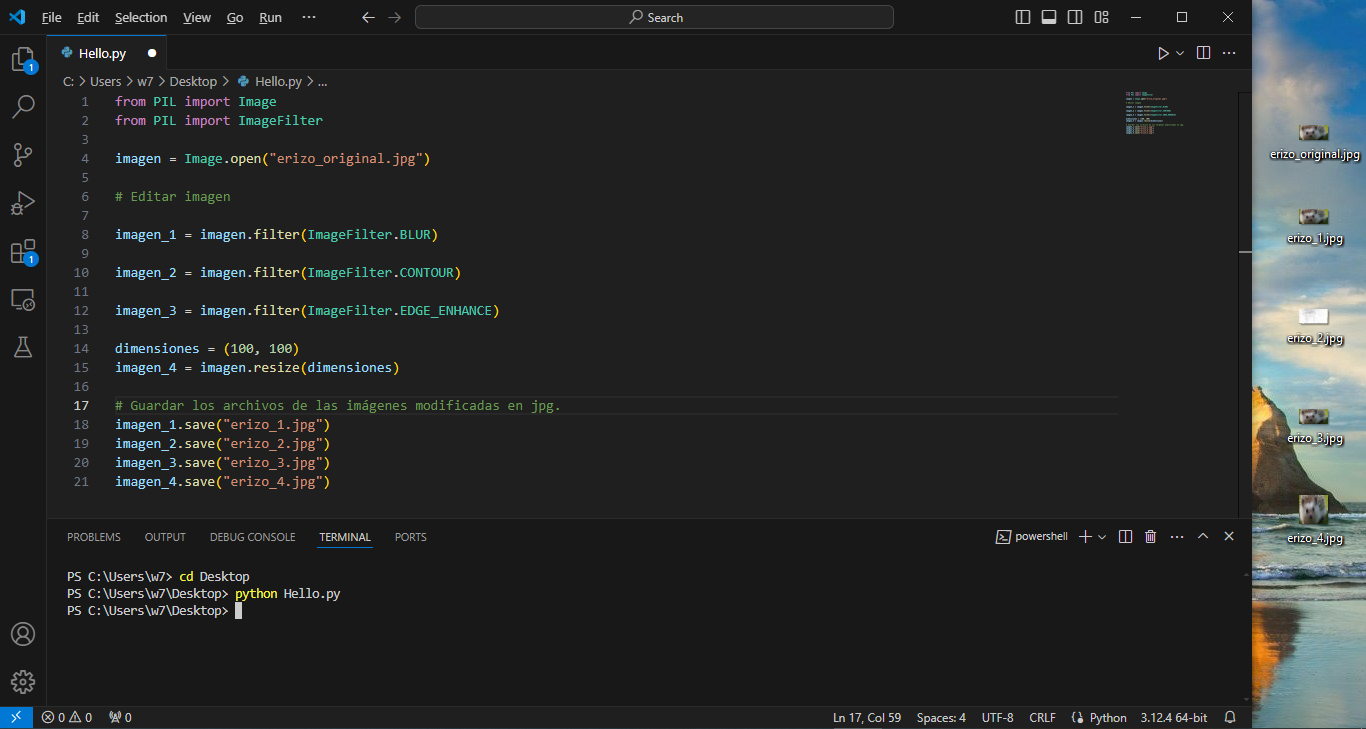 File Edit Selection View Go Run ··· Search
Hello.py
C: > Users > w7 > Desktop > Hello.py > ...
1 from PIL import Image
2 from PIL import ImageFilter
3
4 imagen = Image.open("erizo_original.jpg")
5
6 # Editar imagen
7
8 imagen_1 = imagen.filter(ImageFilter.BLUR)
9
10 imagen_2 = imagen.filter(ImageFilter.CONTOUR)
11
12 imagen_3 = imagen.filter(ImageFilter.EDGE_ENHANCE)
13
14 dimensiones = (100, 100)
15 imagen_4 = imagen.resize(dimensiones)
16
17 # Guardar los archivos de las imágenes modificadas en jpg.
18 imagen_1.save("erizo_1.jpg")
19 imagen_2.save("erizo_2.jpg")
20 imagen_3.save("erizo_3.jpg")
21 imagen_4.save("erizo_4.jpg")
1
1
PROBLEMS OUTPUT DEBUG CONSOLE TERMINAL PORTS powershell
PS C:\Users\w7> cd Desktop
PS C:\Users\w7\Desktop> python Hello.py
PS C:\Users\w7\Desktop>
0 0 0 Ln 17, Col 59 Spaces: 4 UTF-8 CRLF Python 3.12.4 64-bit
erizo_original.jpg
erizo_1.jpg
erizo_2.jpg
erizo_3.jpg
erizo_4.jpg